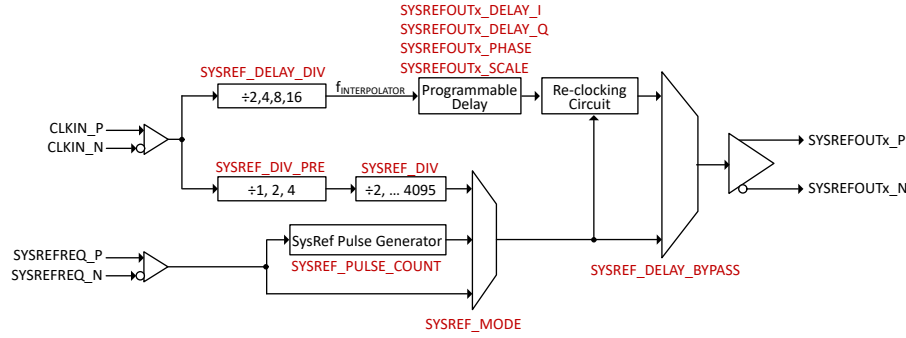 SYSREFOUTx_DELAY_I
SYSREFOUTx_DELAY_Q
SYSREFOUTx_PHASE
SYSREFOUTx_SCALE
SYSREF_DELAY_DIV
÷2,4,8,16
fINTERPOLATOR
Programmable
Delay
Re-clocking
Circuit
CLKIN_P
CLKIN_N
SYSREFOUTx_P
SYSREFOUTx_N
SYSREF_DIV_PRE
SYSREF_DIV
÷1, 2, 4
÷2, ... 4095
SYSREFREQ_P
SYSREFREQ_N
SysRef Pulse Generator
SYSREF_PULSE_COUNT
SYSREF_DELAY_BYPASS
SYSREF_MODE